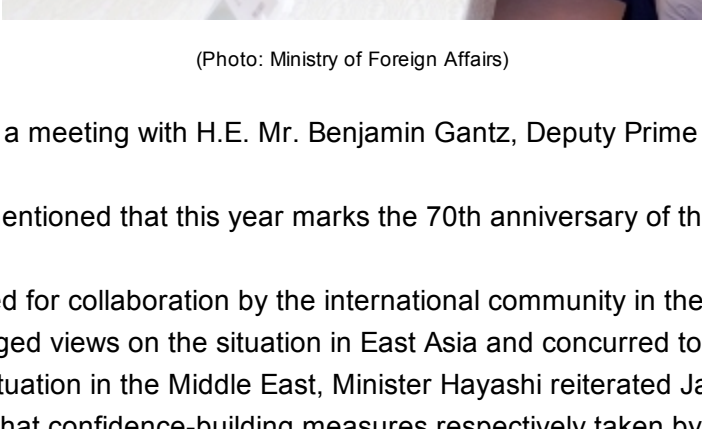 (Photo: Ministry of Foreign Affairs)
a meeting with H.E. Mr. Benjamin Gantz, Deputy Prime
entioned that this year marks the 70th anniversary of th
ed for collaboration by the international community in the
ged views on the situation in East Asia and concurred to
tuation in the Middle East, Minister Hayashi reiterated Ja
hat confidence-building measures respectively taken by